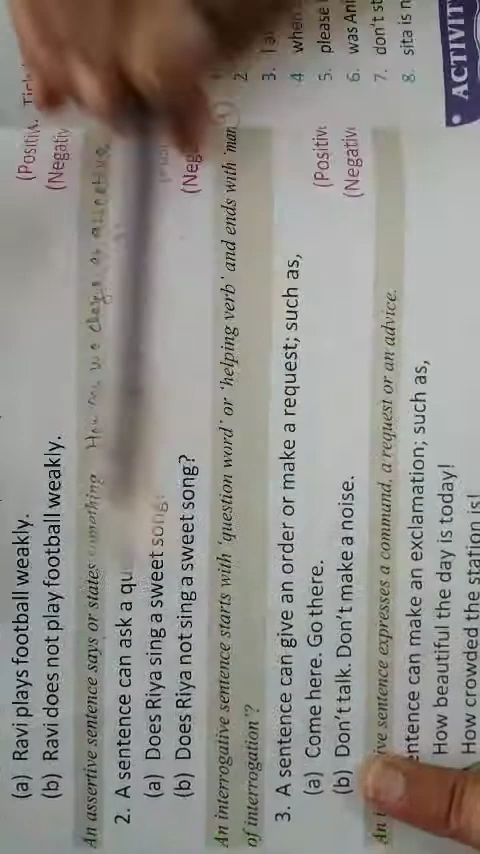 (a) Ravi plays football weakly. (Positiv
(b) Ravi does not play football weakly. (Negativ
An assertive sentence says or states something
2. A sentence can ask a qu
(a) Does Riya sing a sweet song?
(b) Does Riya not sing a sweet song? (Neg
An interrogative sentence starts with 'question word' or 'helping verb' and ends with 'mark
of interrogation'?
3. A sentence can give an order or make a request; such as,
(a) Come here. Go there. (Positiv
(b) Don't talk. Don't make a noise. (Negativ
ve sentence expresses a command, a request or an advice.
entence can make an exclamation; such as,
How beautiful the day is today!
How crowded the station is!
2
3. I a
4. when
5. please
6. was Ani
7. don't st
8. sita is n
• ACTIVIT